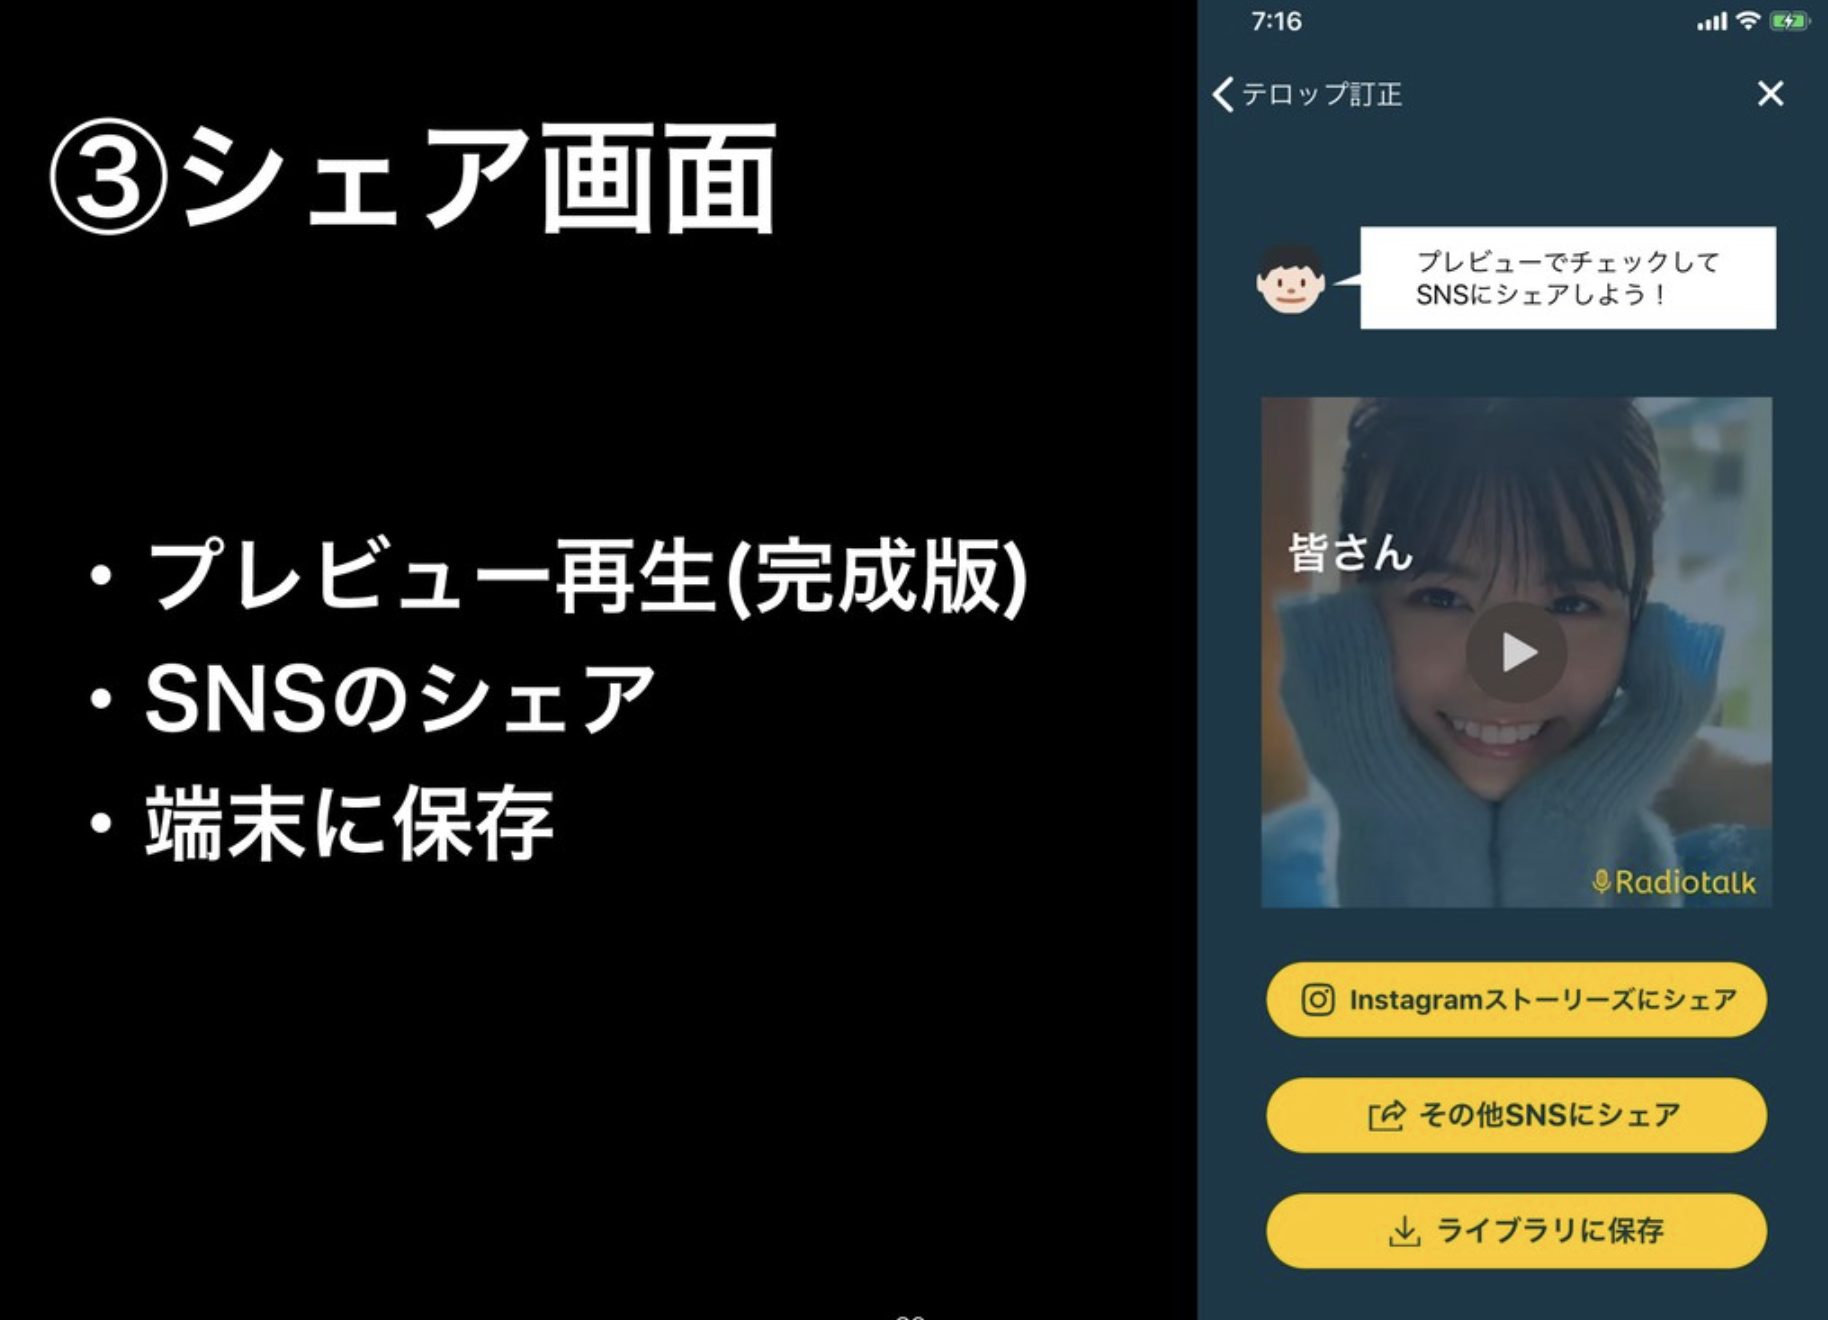 ③シェア画面
・プレビュー再生(完成版)
・SNSのシェア
・端末に保存
7:16
テロップ訂正
プレビューでチェックして
SNSにシェアしよう！
皆さん
Radiotalk
Instagramストーリーズにシェア
その他SNSにシェア
ライブラリに保存